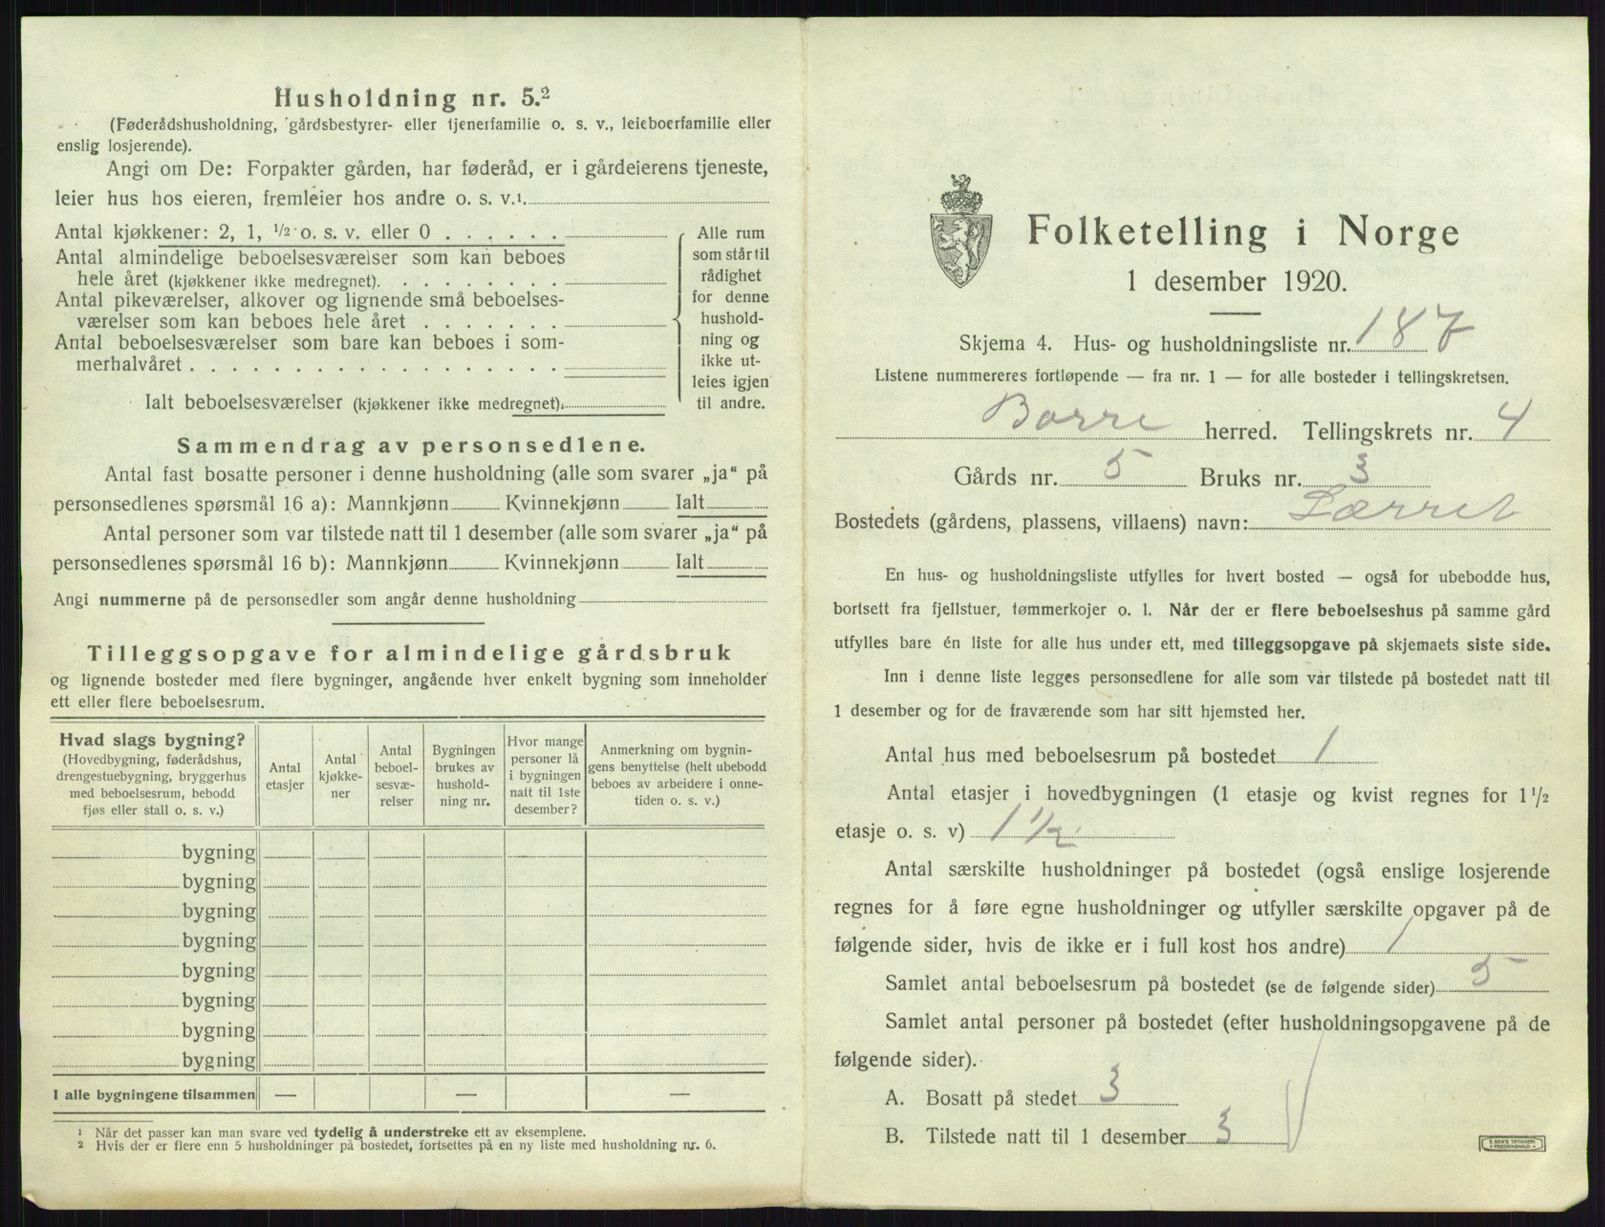 Husholdning nr. 5.²
(Føderådshusholdning, gårdsbestyrer- eller tjenerfamilie o. s. v., leieboerfamilie eller
enslig losjerende).
Angi om De: Forpakter gården, har føderåd, er i gårdeierens tjeneste,
leier hus hos eieren, fremleier hos andre o. s. v.¹
Antal kjøkkener: 2, 1, ½ o. s. v. eller 0
Antal almindelige beboelsesværelser som kan beboes
hele året (kjøkkener ikke medregnet)
Antal pikeværelser, alkover og lignende små beboelses-
værelser som kan beboes hele året
Antal beboelsesværelser som bare kan beboes i som-
merhalvåret
Ialt beboelsesværelser (kjøkkener ikke medregnet):
Alle rum
som står til
rådighet
for denne
hushold-
ning og
ikke ut-
leies igjen
til andre.
Sammendrag av personsedlene.
Antal fast bosatte personer i denne husholdning (alle som svarer „ja“ på
personsedlenes spørsmål 16 a): Mannkjønn Kvinnekjønn Ialt
Antal personer som var tilstede natt til 1 desember (alle som svarer „ja“ på
personsedlenes spørsmål 16 b): Mannkjønn Kvinnekjønn Ialt
Angi nummerne på de personsedler som angår denne husholdning
Tilleggsopgave for almindelige gårdsbruk
og lignende bosteder med flere bygninger, angående hver enkelt bygning som inneholder
ett eller flere beboelsesrum.
Hvad slags bygning?
(Hovedbygning, føderådshus,
drengestuebygning, bryggerhus
med beboelsesrum, bebodd
fjøs eller stall o. s. v.)
Antal
etasjer
Antal
kjøkke-
ner
Antal
beboel-
sesvæ-
relser
Bygningen
brukes av
hushold-
ning nr.
Hvor mange
personer lå
i bygningen
natt til 1ste
desember?
Anmerkning om bygnin-
gens benyttelse (helt ubebodd
beboes av arbeidere i onne-
tiden o. s. v.)
bygning
bygning
bygning
bygning
bygning
bygning
bygning
bygning
I alle bygningene tilsammen — — —
¹ Når det passer kan man svare ved tydelig å understreke ett av eksemplene.
² Hvis der er flere enn 5 husholdninger på bostedet, fortsettes på en ny liste med husholdning nr. 6.
Folketelling i Norge
1 desember 1920.
Skjema 4. Hus- og husholdningsliste nr. 187
Listene nummereres fortløpende — fra nr. 1 — for alle bosteder i tellingskretsen.
Borre herred. Tellingskrets nr. 4
Gårds nr. 5 Bruks nr. 3
Bostedets (gårdens, plassens, villaens) navn: Lærret
En hus- og husholdningsliste utfylles for hvert bosted — også for ubebodde hus,
bortsett fra fjellstuer, tømmerkojer o. l. Når der er flere beboelseshus på samme gård
utfylles bare én liste for alle hus under ett, med tilleggsopgave på skjemaets siste side.
Inn i denne liste legges personsedlene for alle som var tilstede på bostedet natt til
1 desember og for de fraværende som har sitt hjemsted her.
Antal hus med beboelsesrum på bostedet 1
Antal etasjer i hovedbygningen (1 etasje og kvist regnes for 1½
etasje o. s. v) 1½
Antal særskilte husholdninger på bostedet (også enslige losjerende
regnes for å føre egne husholdninger og utfyller særskilte opgaver på de
følgende sider, hvis de ikke er i full kost hos andre) 1
Samlet antal beboelsesrum på bostedet (se de følgende sider) 5
Samlet antal personer på bostedet (efter husholdningsopgavene på de
følgende sider).
A. Bosatt på stedet 3
B. Tilstede natt til 1 desember 3